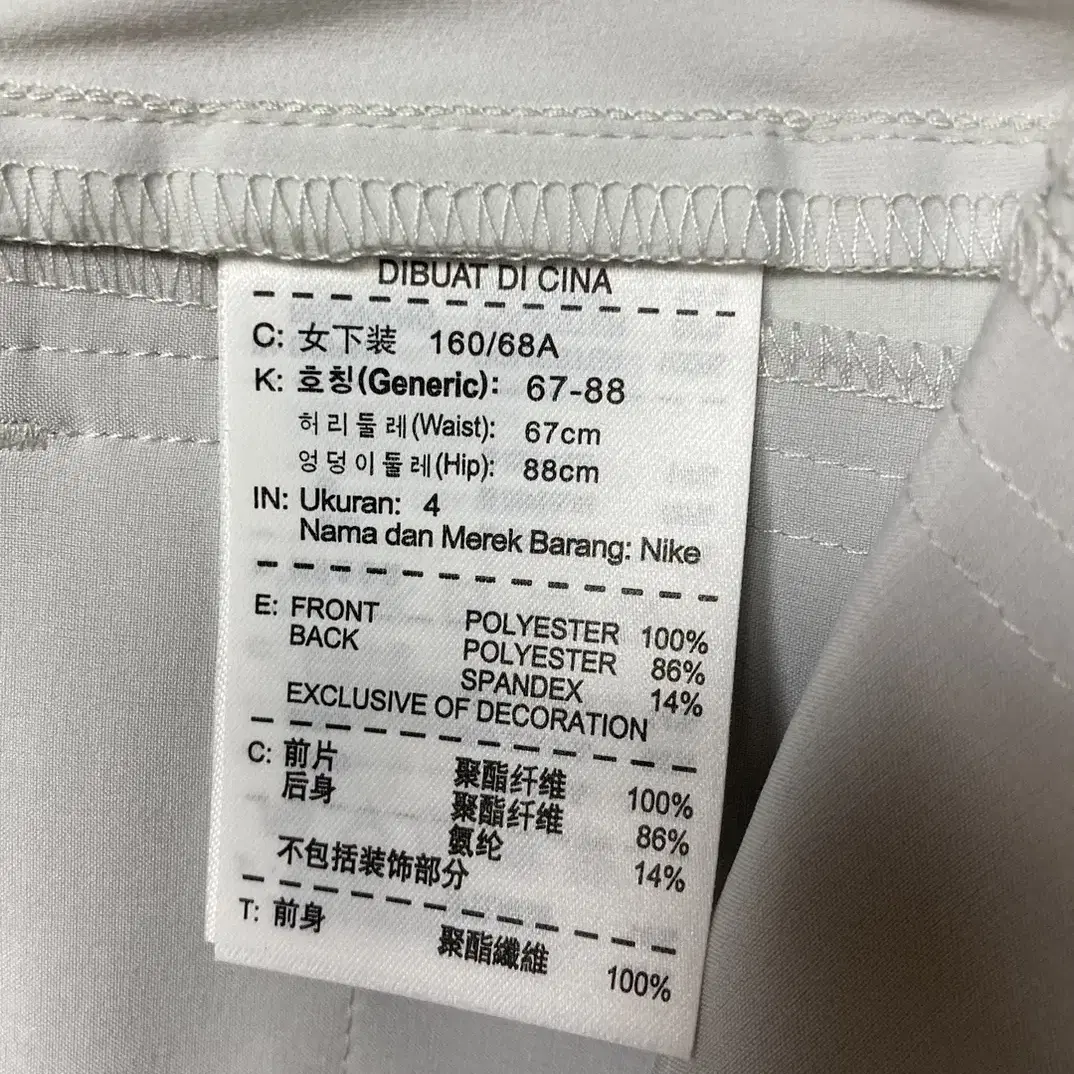 DIBUAT DI CINA
C: 女下装 160/68A
K: 호칭(Generic): 67-88
허리둘레(Waist): 67cm
엉덩이둘레(Hip): 88cm
IN: Ukuran: 4
Nama dan Merek Barang: Nike
E: FRONT POLYESTER 100%
BACK POLYESTER 86%
SPANDEX 14%
EXCLUSIVE OF DECORATION
C: 前片 聚酯纤维 100%
后身 聚酯纤维 86%
氨纶 14%
不包括装饰部分
T: 前身 聚酯纖維 100%